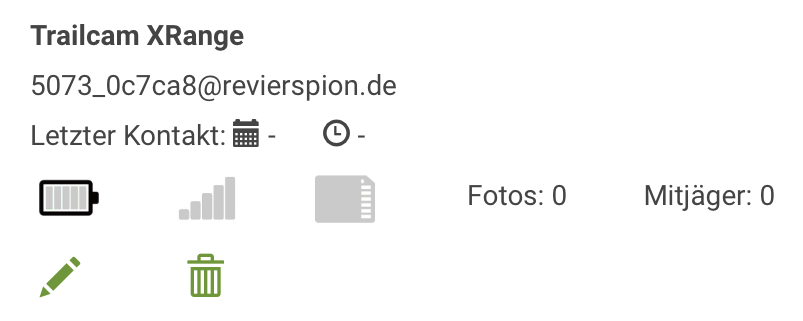 Trailcam XRange
5073_0c7ca8@revierspion.de
Letzter Kontakt: - -
Fotos: 0 Mitjäger: 0